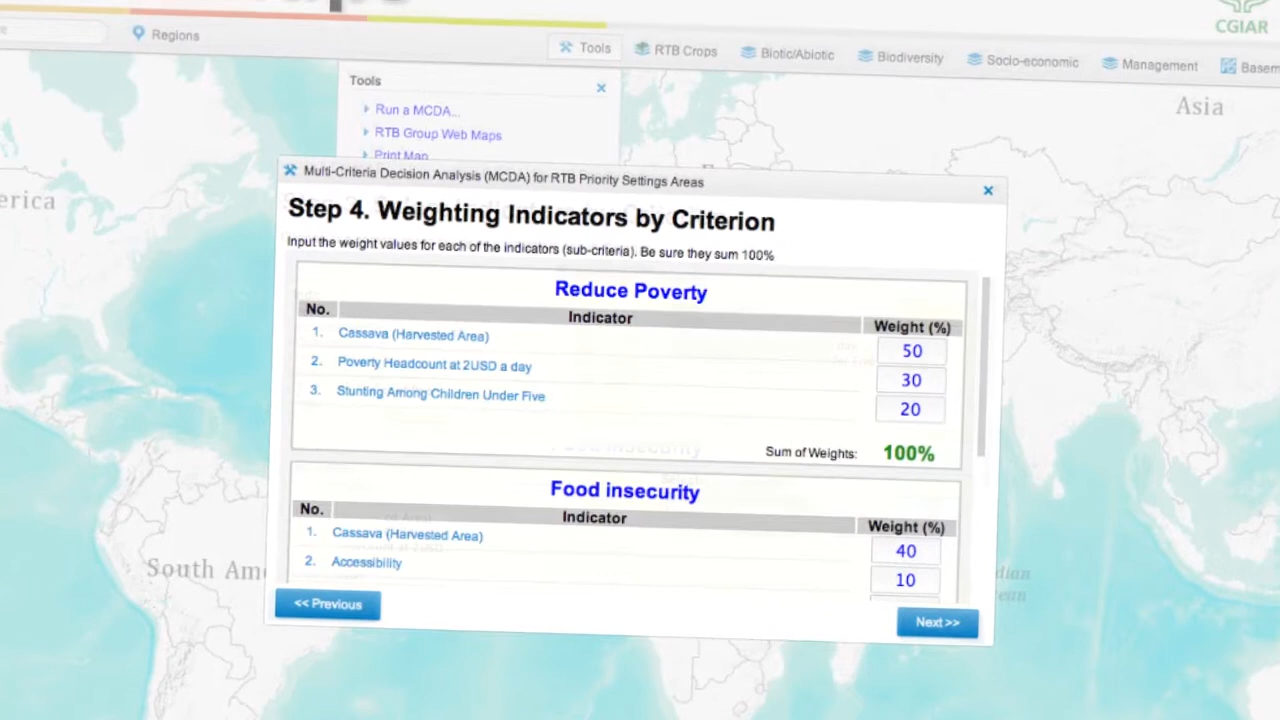 CGIAR
Regions
Tools
RTB Crops
Biotic/Abiotic
Biodiversity
Socio-economic
Management
Basem
Tools
Run a MCDA...
RTB Group Web Maps
Print Map
Asia
erica
Multi-Criteria Decision Analysis (MCDA) for RTB Priority Settings Areas
Step 4. Weighting Indicators by Criterion
Input the weight values for each of the indicators (sub-criteria). Be sure they sum 100%
Reduce Poverty
No. Indicator Weight (%)
1. Cassava (Harvested Area) 50
2. Poverty Headcount at 2USD a day 30
3. Stunting Among Children Under Five 20
Sum of Weights: 100%
Food insecurity
No. Indicator Weight (%)
1. Cassava (Harvested Area) 40
2. Accessibility 10
South Am
dian
ean
<< Previous
Next >>